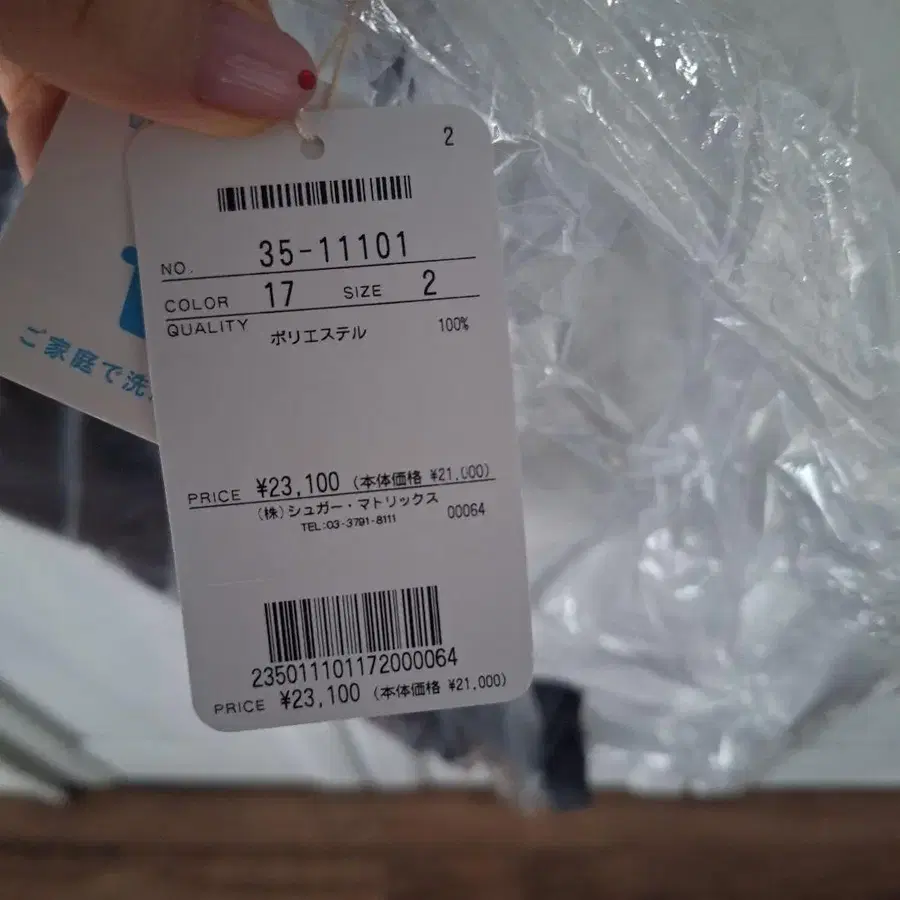 2
NO. 35-11101
COLOR 17 SIZE 2
QUALITY
ポリエステル 100%
PRICE ¥23,100 (本体価格 ¥21,000)
(株)シュガー・マトリックス
TEL:03-3791-8111
00064
235011101172000064
PRICE ¥23,100 (本体価格 ¥21,000)
ご家庭で洗